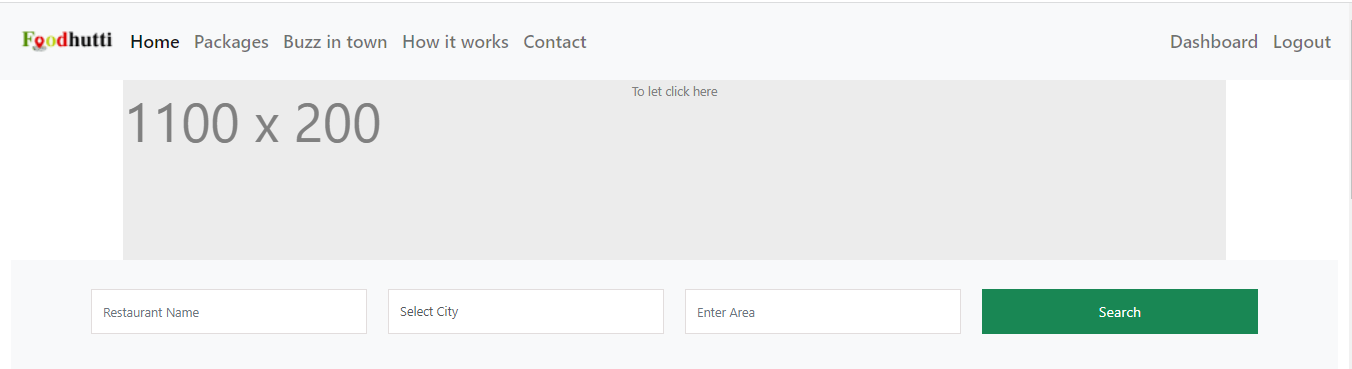 Foodhutti Home Packages Buzz in town How it works Contact Dashboard Logout
To let click here
1100 x 200
Restaurant Name Select City Enter Area Search